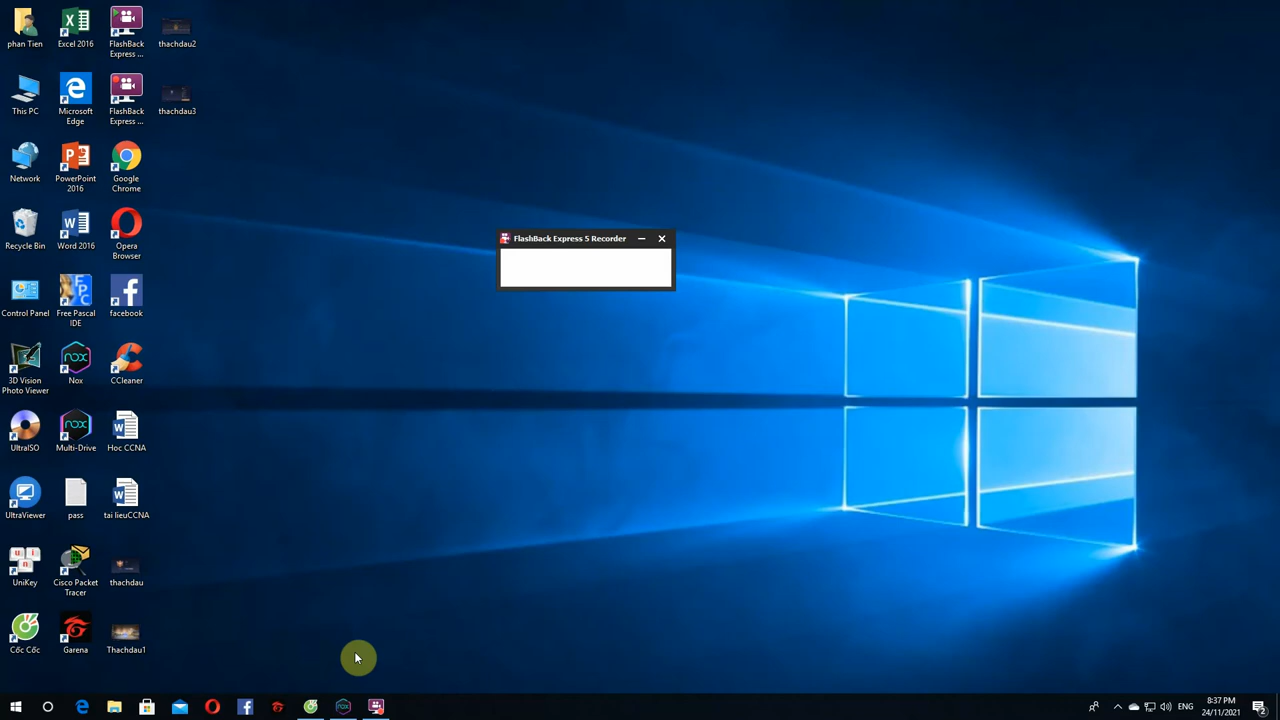 phan Tien
Excel 2016
FlashBack
Express ...
thachdau2
This PC
Microsoft
Edge
FlashBack
Express ...
thachdau3
Network
PowerPoint
2016
Google
Chrome
Recycle Bin
Word 2016
Opera
Browser
Control Panel
Free Pascal
IDE
facebook
3D Vision
Photo Viewer
Nox
CCleaner
UltraISO
Multi-Drive
Hoc CCNA
UltraViewer
pass
tai lieuCCNA
UniKey
Cisco Packet
Tracer
thachdau
Cốc Cốc
Garena
Thachdau1
FlashBack Express 5 Recorder
ENG
8:37 PM
24/11/2021
2